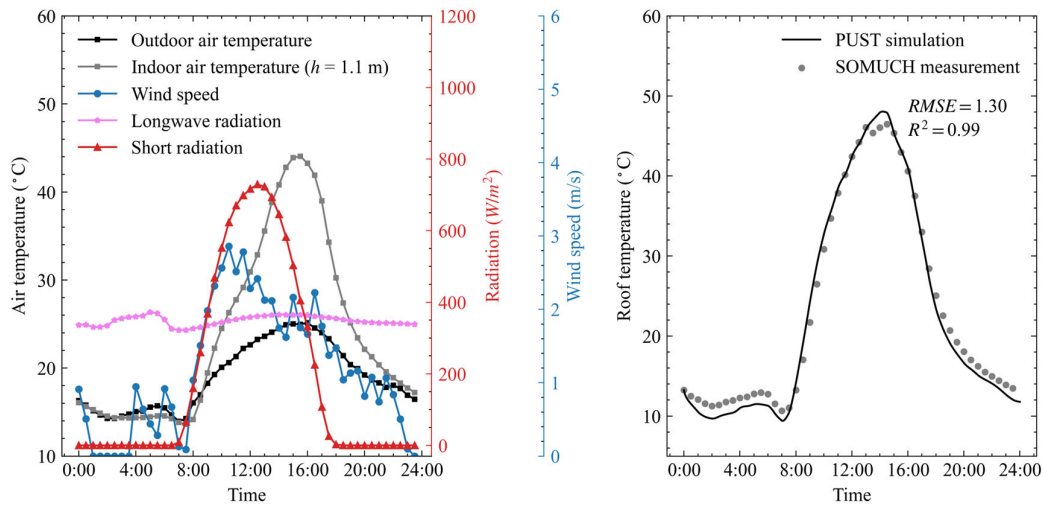 60
50
40
30
20
10
Air temperature (°C)
Outdoor air temperature
Indoor air temperature (h = 1.1 m)
Wind speed
Longwave radiation
Short radiation
0:00 4:00 8:00 12:00 16:00 20:00 24:00
Time
1200
1000
800
600
400
200
0
Radiation (W/m²)
6
5
4
3
2
1
0
Wind speed (m/s)
60
50
40
30
20
10
Roof temperature (°C)
PUST simulation
SOMUCH measurement
RMSE = 1.30
R² = 0.99
0:00 4:00 8:00 12:00 16:00 20:00 24:00
Time